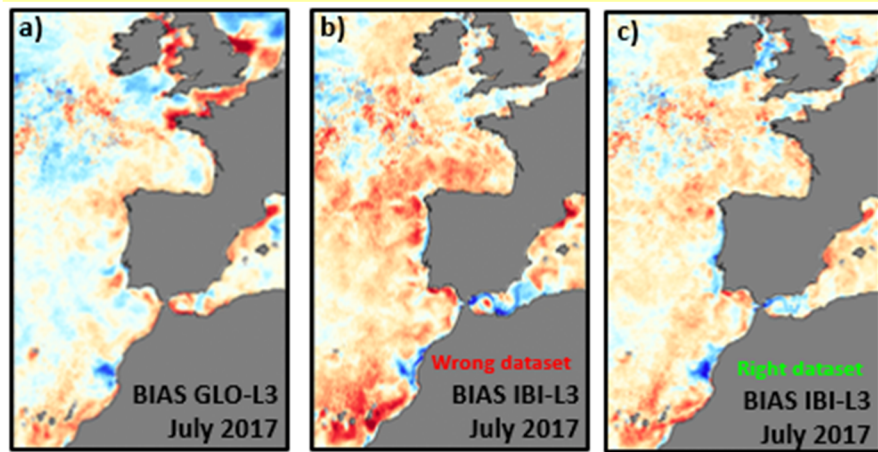 a)
BIAS GLO-L3
July 2017
b)
Wrong dataset
BIAS IBI-L3
July 2017
c)
Right dataset
BIAS IBI-L3
July 2017